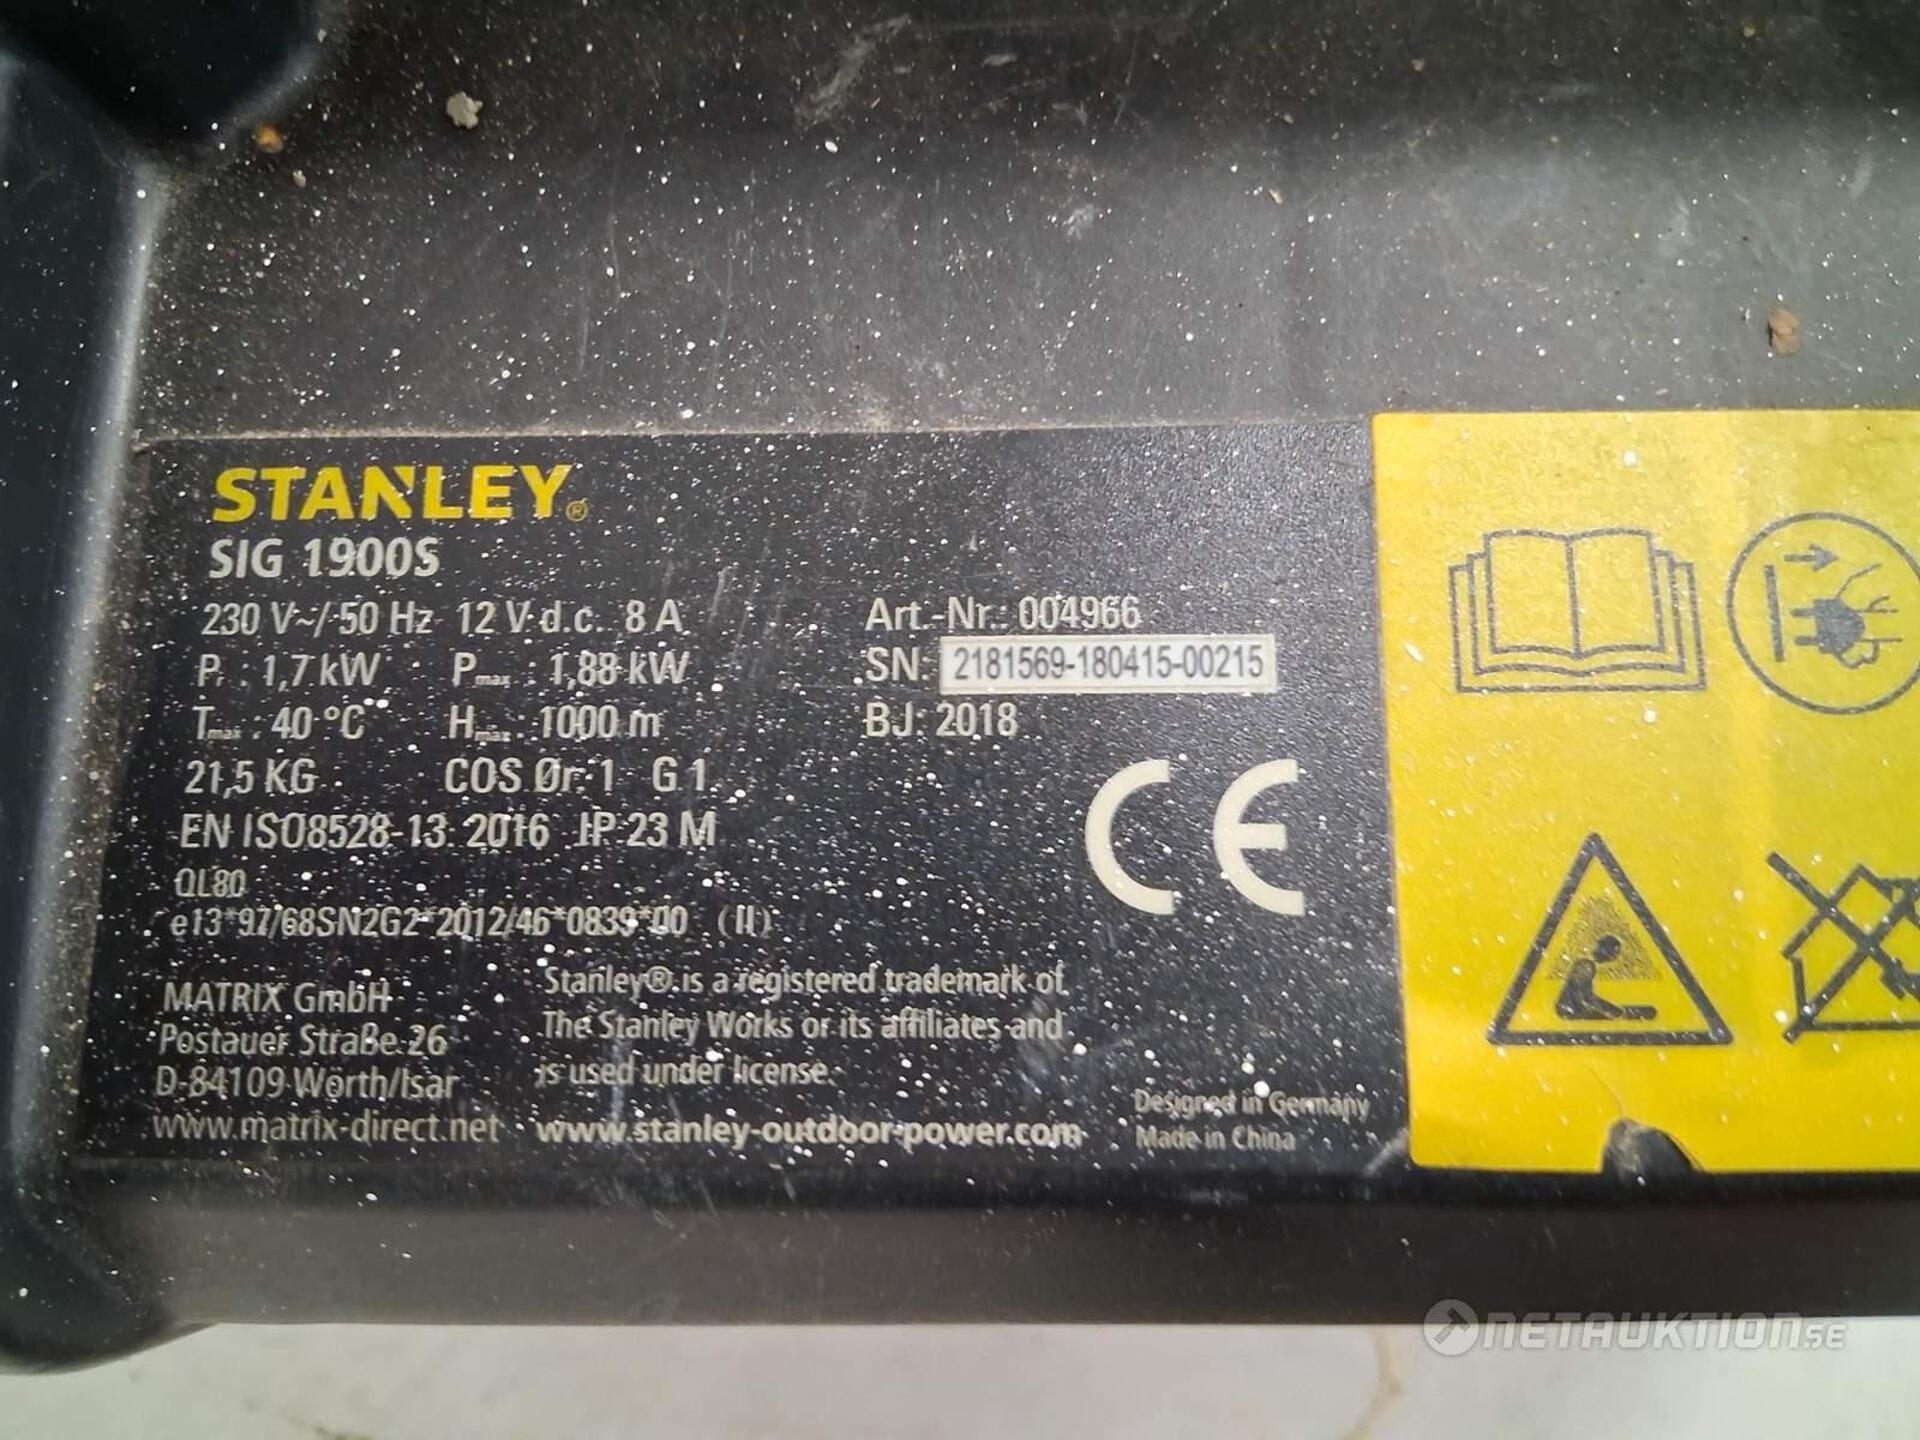 STANLEY®
SIG 1900S
230 V~/ 50 Hz 12 V d.c. 8 A
Pr : 1,7 kW Pmax : 1,88 kW
Tmax : 40 °C Hmax : 1000 m
21,5 KG COS Ør: 1 G 1
EN ISO8528-13: 2016 IP 23 M
QL80
e13*97/68SN2G2*2012/46*0839*00 (II)
Art.-Nr.: 004966
SN: 2181569-180415-00215
BJ: 2018
CE
MATRIX GmbH
Postauer Straße 26
D-84109 Wörth/Isar
www.matrix-direct.net
Stanley® is a registered trademark of
The Stanley Works or its affiliates and
is used under license.
www.stanley-outdoor-power.com
Designed in Germany
Made in China
NETAUKTION.SE